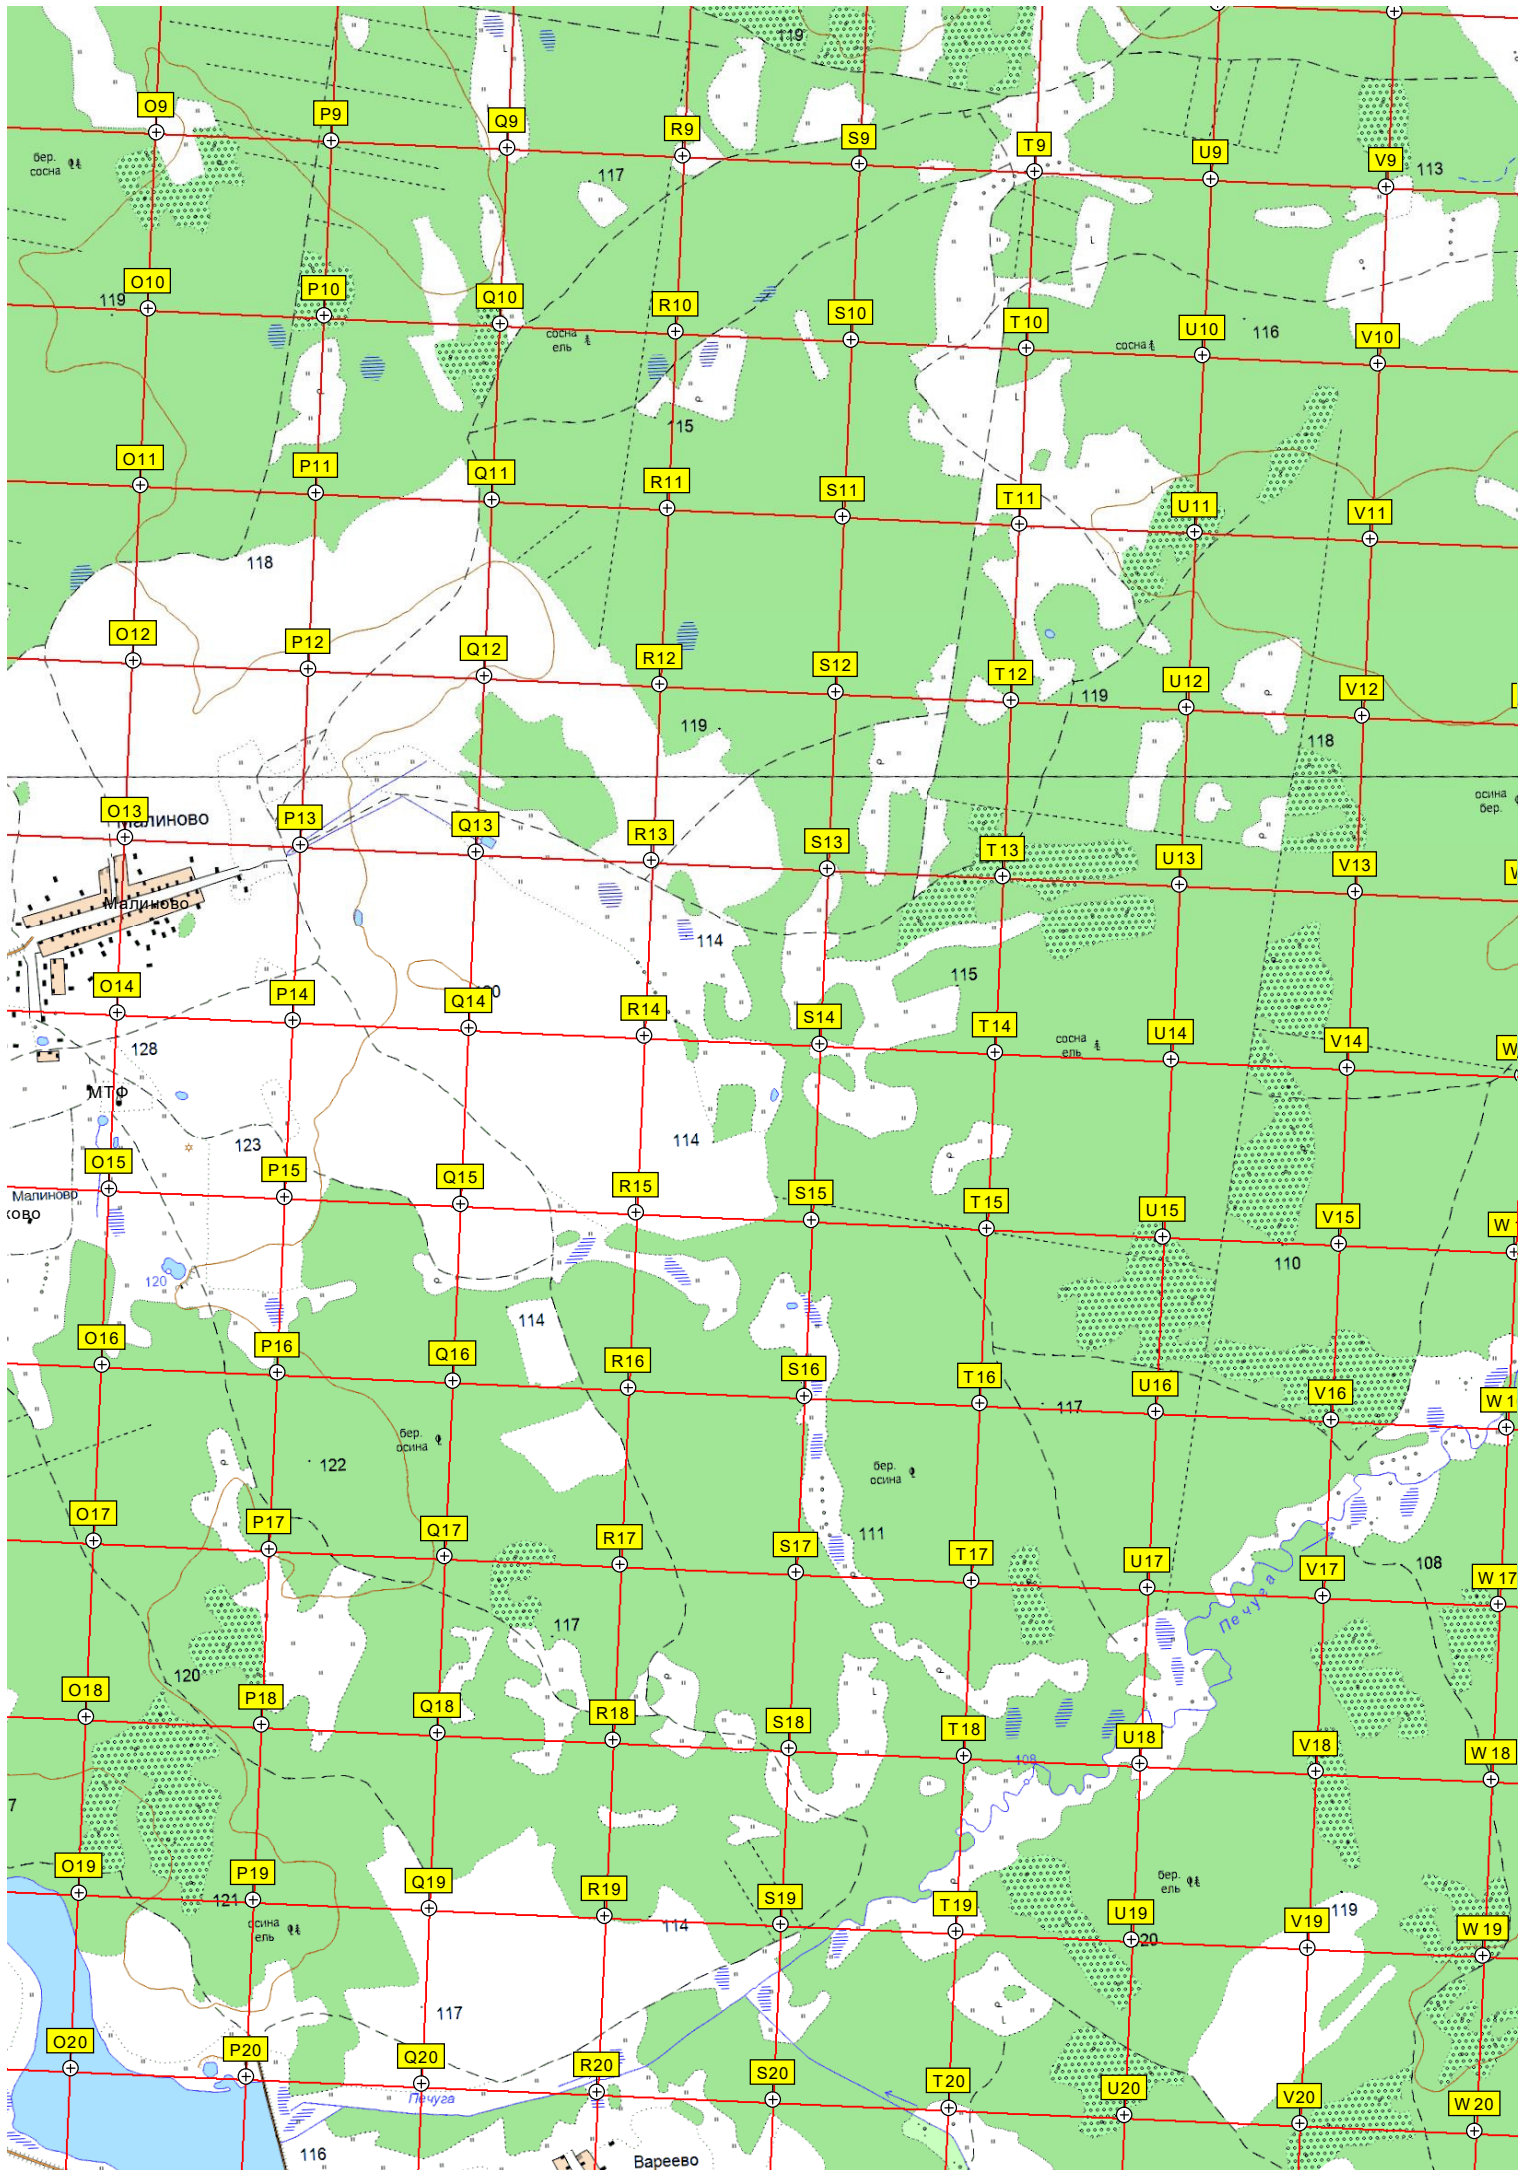 119
O9
P9
Q9
R9
S9
T9
U9
V9
бер.
сосна
117
113
O10
P10
Q10
R10
S10
T10
U10
V10
119
сосна
ель
сосна
116
115
O11
P11
Q11
R11
S11
T11
U11
V11
118
O12
P12
Q12
R12
S12
T12
U12
V12
119
119
118
осина
бер.
Малиново
O13
P13
Q13
R13
S13
T13
U13
V13
Малиново
114
115
O14
P14
Q14
R14
S14
T14
U14
V14
W
128
сосна
ель
МТФ
123
114
O15
P15
Q15
R15
S15
T15
U15
V15
W
Малиново
ково
110
120
114
O16
P16
Q16
R16
S16
T16
U16
V16
W 1
117
бер.
осина
122
бер.
осина
111
O17
P17
Q17
R17
S17
T17
U17
V17
W 17
108
Печуга
117
120
O18
P18
Q18
R18
S18
T18
U18
V18
W 18
108
7
O19
P19
Q19
R19
S19
T19
U19
V19
W 19
бер.
ель
121
осина
ель
114
20
119
117
O20
P20
Q20
R20
S20
T20
U20
V20
W 20
Печуга
116
Вареево